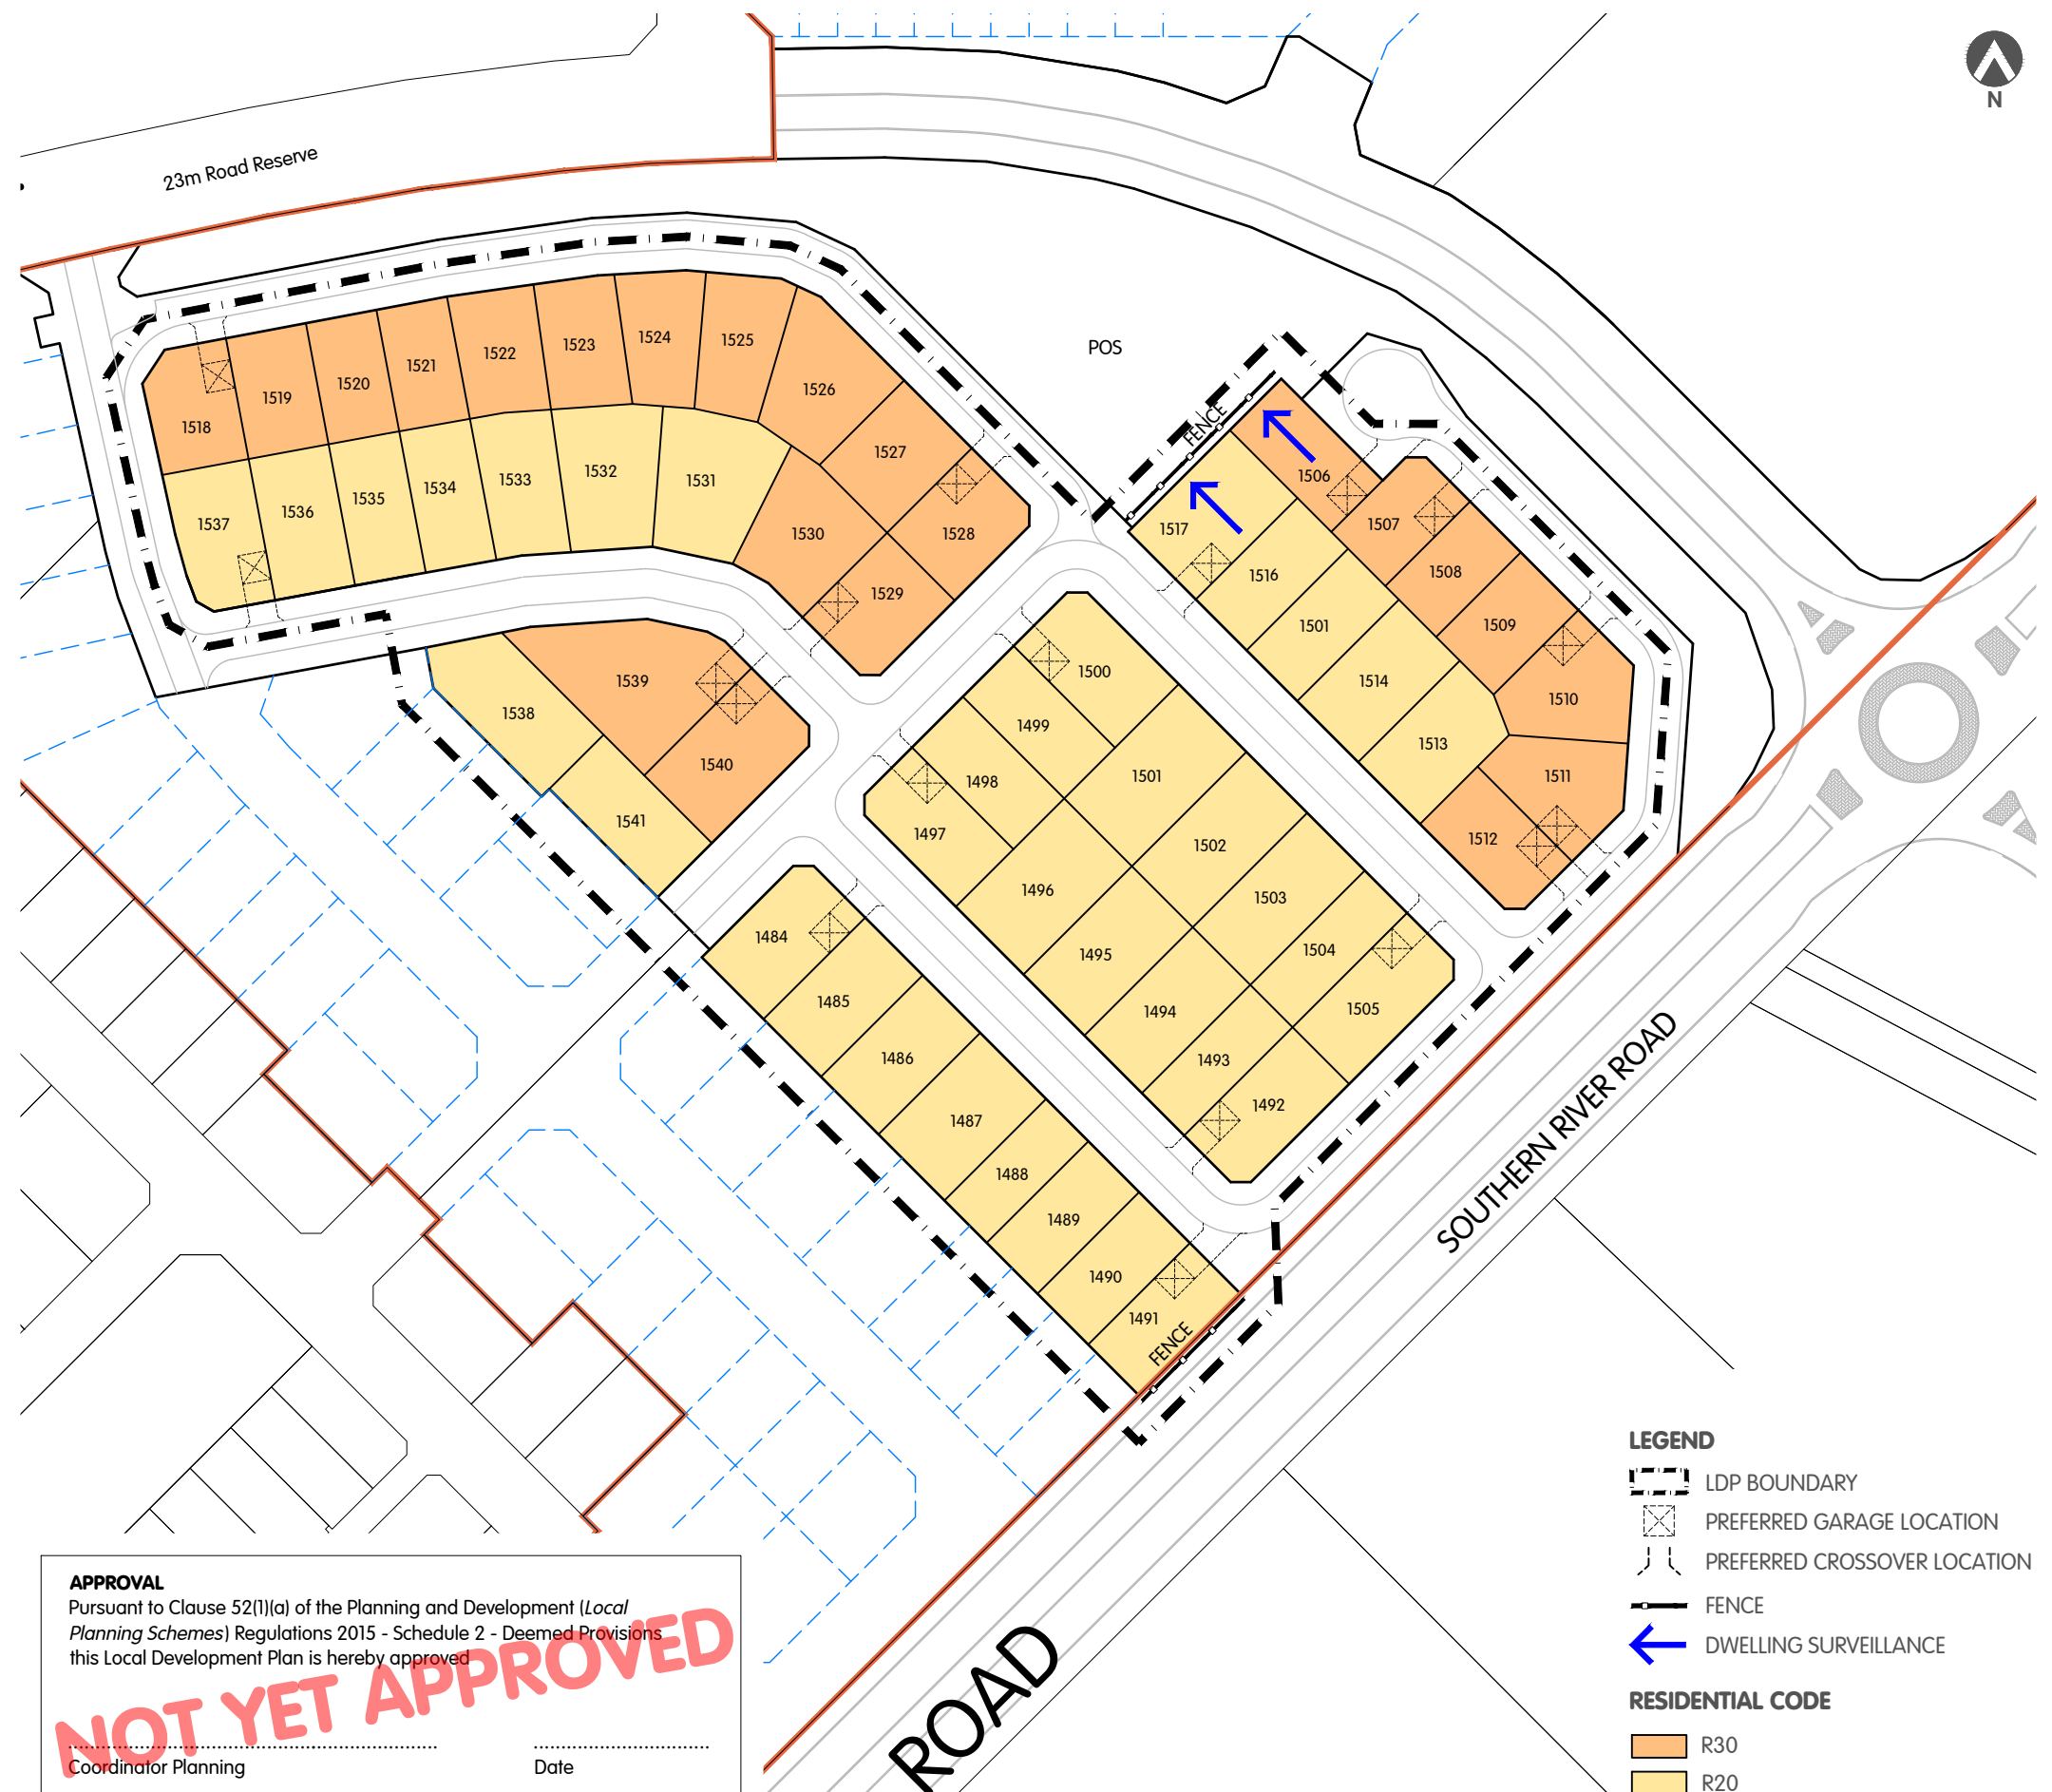 N
23m Road Reserve
POS
FENCE
1518
1519
1520
1521
1522
1523
1524
1525
1526
1527
1528
1529
1530
1531
1532
1533
1534
1535
1536
1537
1506
1507
1508
1509
1510
1511
1512
1513
1514
1501
1516
1517
1538
1539
1540
1541
1500
1499
1498
1497
1501
1502
1503
1504
1505
1496
1495
1494
1493
1492
1484
1485
1486
1487
1488
1489
1490
1491
FENCE
SOUTHERN RIVER ROAD
ROAD
LEGEND
LDP BOUNDARY
PREFERRED GARAGE LOCATION
PREFERRED CROSSOVER LOCATION
FENCE
DWELLING SURVEILLANCE
RESIDENTIAL CODE
R30
R20
APPROVAL
Pursuant to Clause 52(1)(a) of the Planning and Development (Local
Planning Schemes) Regulations 2015 - Schedule 2 - Deemed Provisions
this Local Development Plan is hereby approved
NOT YET APPROVED
Coordinator Planning
Date